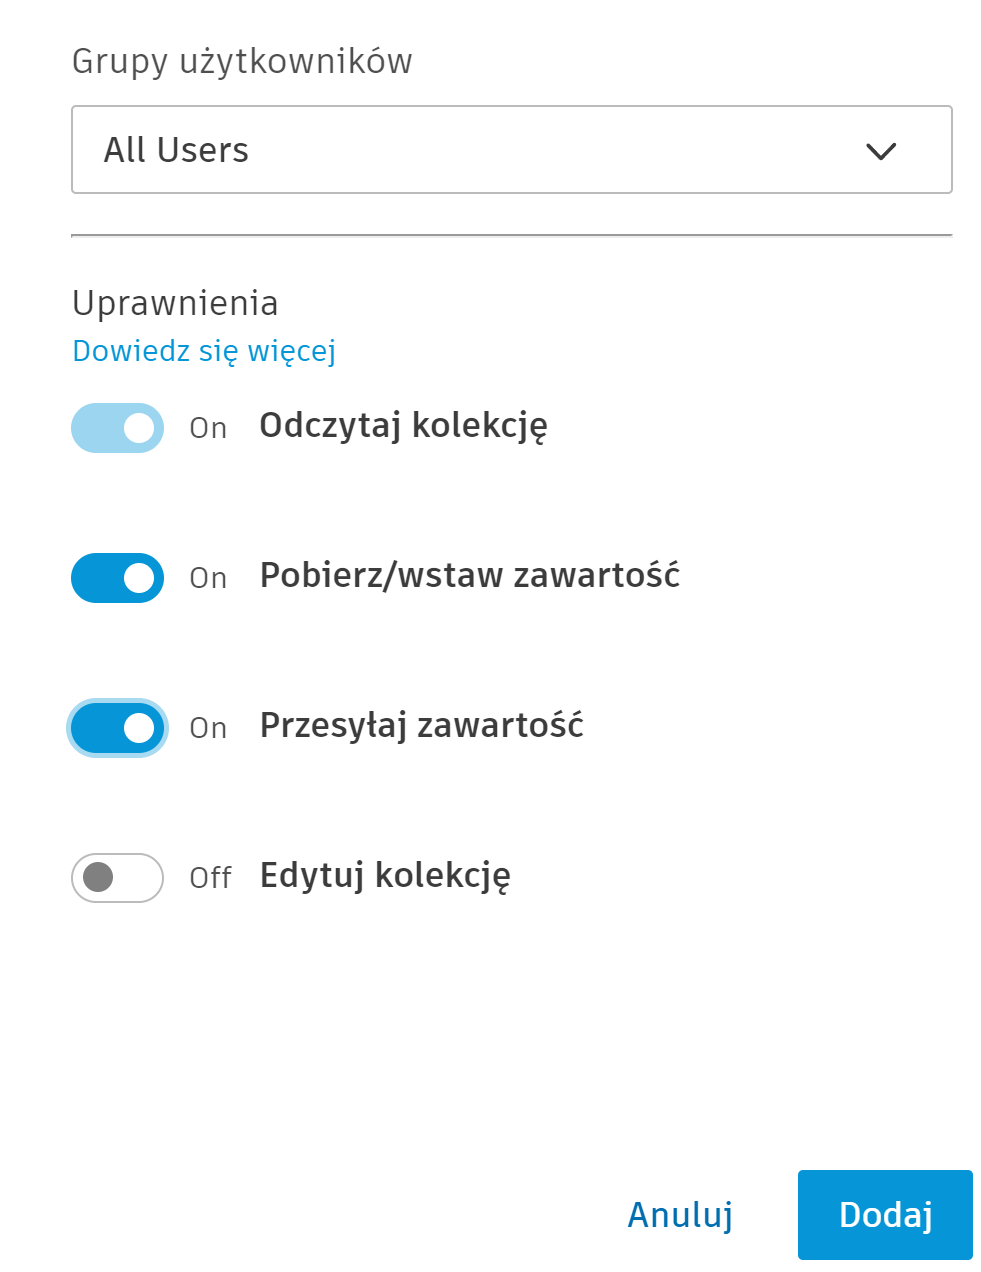 Grupy użytkowników
All Users
Uprawnienia
Dowiedz się więcej
On Odczytaj kolekcję
On Pobierz/wstaw zawartość
On Przesyłaj zawartość
Off Edytuj kolekcję
Anuluj Dodaj